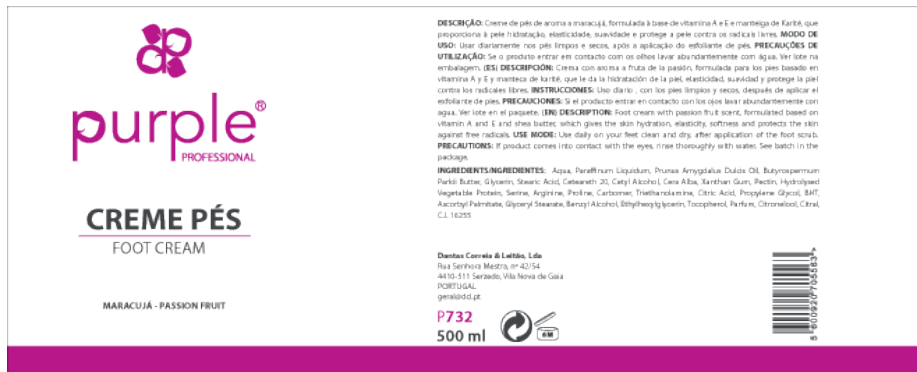 purple®
PROFESSIONAL
CREME PÉS
FOOT CREAM
MARACUJÁ - PASSION FRUIT
DESCRIÇÃO: Creme de pés de aroma a maracujá, formulada à base de vitamina A e E e manteiga de Karité, que
proporciona à pele hidratação, elasticidade, suavidade e protege a pele contra os radicais livres. MODO DE
USO: Usar diariamente nos pés limpos e secos, após a aplicação do esfoliante de pés. PRECAUÇÕES DE
UTILIZAÇÃO: Se o produto entrar em contacto com os olhos lavar abundantemente com água. Ver lote na
embalagem. (ES) DESCRIPCIÓN: Crema con aroma a fruta de la pasión, formulada para los pies basado en
vitamina A y E y manteca de karité, que le da la hidratación de la piel, elasticidad, suavidad y protege la piel
contra los radicales libres. INSTRUCCIONES: Uso diario , con los pies limpios y secos, después de aplicar el
exfoliante de pies. PRECAUCIONES: Si el producto entrar en contacto con los ojos lavar abundantemente con
agua. Ver lote en el paquete. (EN) DESCRIPTION: Foot cream with passion fruit scent, formulated based on
vitamin A and E and shea butter, which gives the skin hydration, elasticity, softness and protects the skin
against free radicals. USE MODE: Use daily on your feet clean and dry, after application of the foot scrub.
PRECAUTIONS: If product comes into contact with the eyes, rinse thoroughly with water. See batch in the
package.
INGREDIENTS/INGREDIENTES: Aqua, Paraffinum Liquidum, Prunus Amygdalus Dulcis Oil, Butyrospermum
Parkii Butter, Glycerin, Stearic Acid, Ceteareth 20, Cetyl Alcohol, Cera Alba, Xanthan Gum, Pectin, Hydrolysed
Vegetable Protein, Serine, Arginine, Proline, Carbomer, Triethanolamine, Citric Acid, Propylene Glycol, BHT,
Ascorbyl Palmitate, Glyceryl Stearate, Benzyl Alcohol, Ethylhexylglycerin, Tocopherol, Parfum, Citronelool, Citral,
C.I. 16255
Dantas Correia & Leitão, Lda
Rua Senhora Mestra, nº 42/54
4410-511 Serzedo, Vila Nova de Gaia
PORTUGAL
geral@dcl.pt
P732
500 ml
6M
5600920705563>